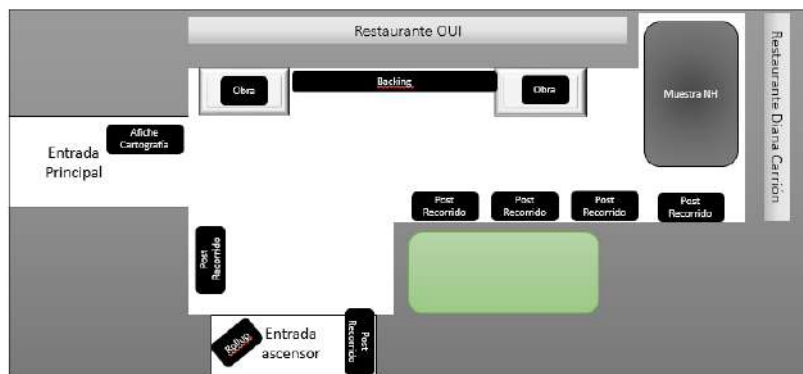 Restaurante OUI
Restaurante Diana Carrión
Obra
Backing
Obra
Muestra NH
Afiche
Cartografía
Entrada
Principal
Post
Recorrido
Post
Recorrido
Post
Recorrido
Post
Recorrido
Post
Recorrido
Rollup
Entrada
ascensor
Post
Recorrido